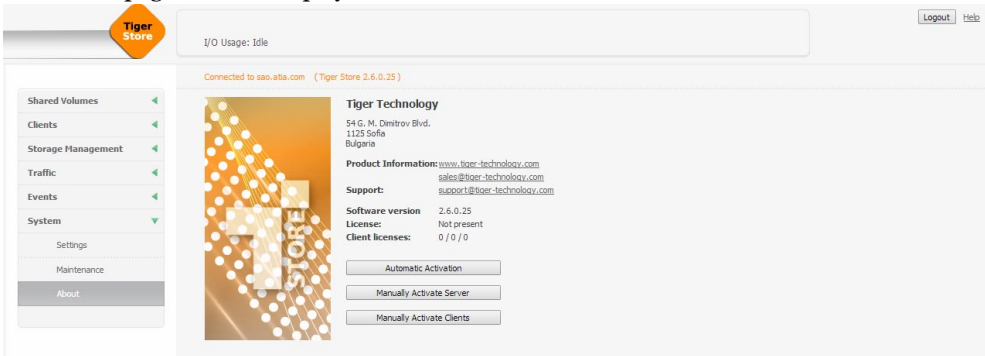 Tiger
Store
I/O Usage: Idle
Logout Help
Connected to sao.atia.com (Tiger Store 2.6.0.25)
Shared Volumes
Clients
Storage Management
Traffic
Events
System
Settings
Maintenance
About
STORE
Tiger Technology
54 G. M. Dimitrov Blvd.
1125 Sofia
Bulgaria
Product Information: www.tiger-technology.com
sales@tiger-technology.com
Support: support@tiger-technology.com
Software version 2.6.0.25
License: Not present
Client licenses: 0 / 0 / 0
Automatic Activation
Manually Activate Server
Manually Activate Clients